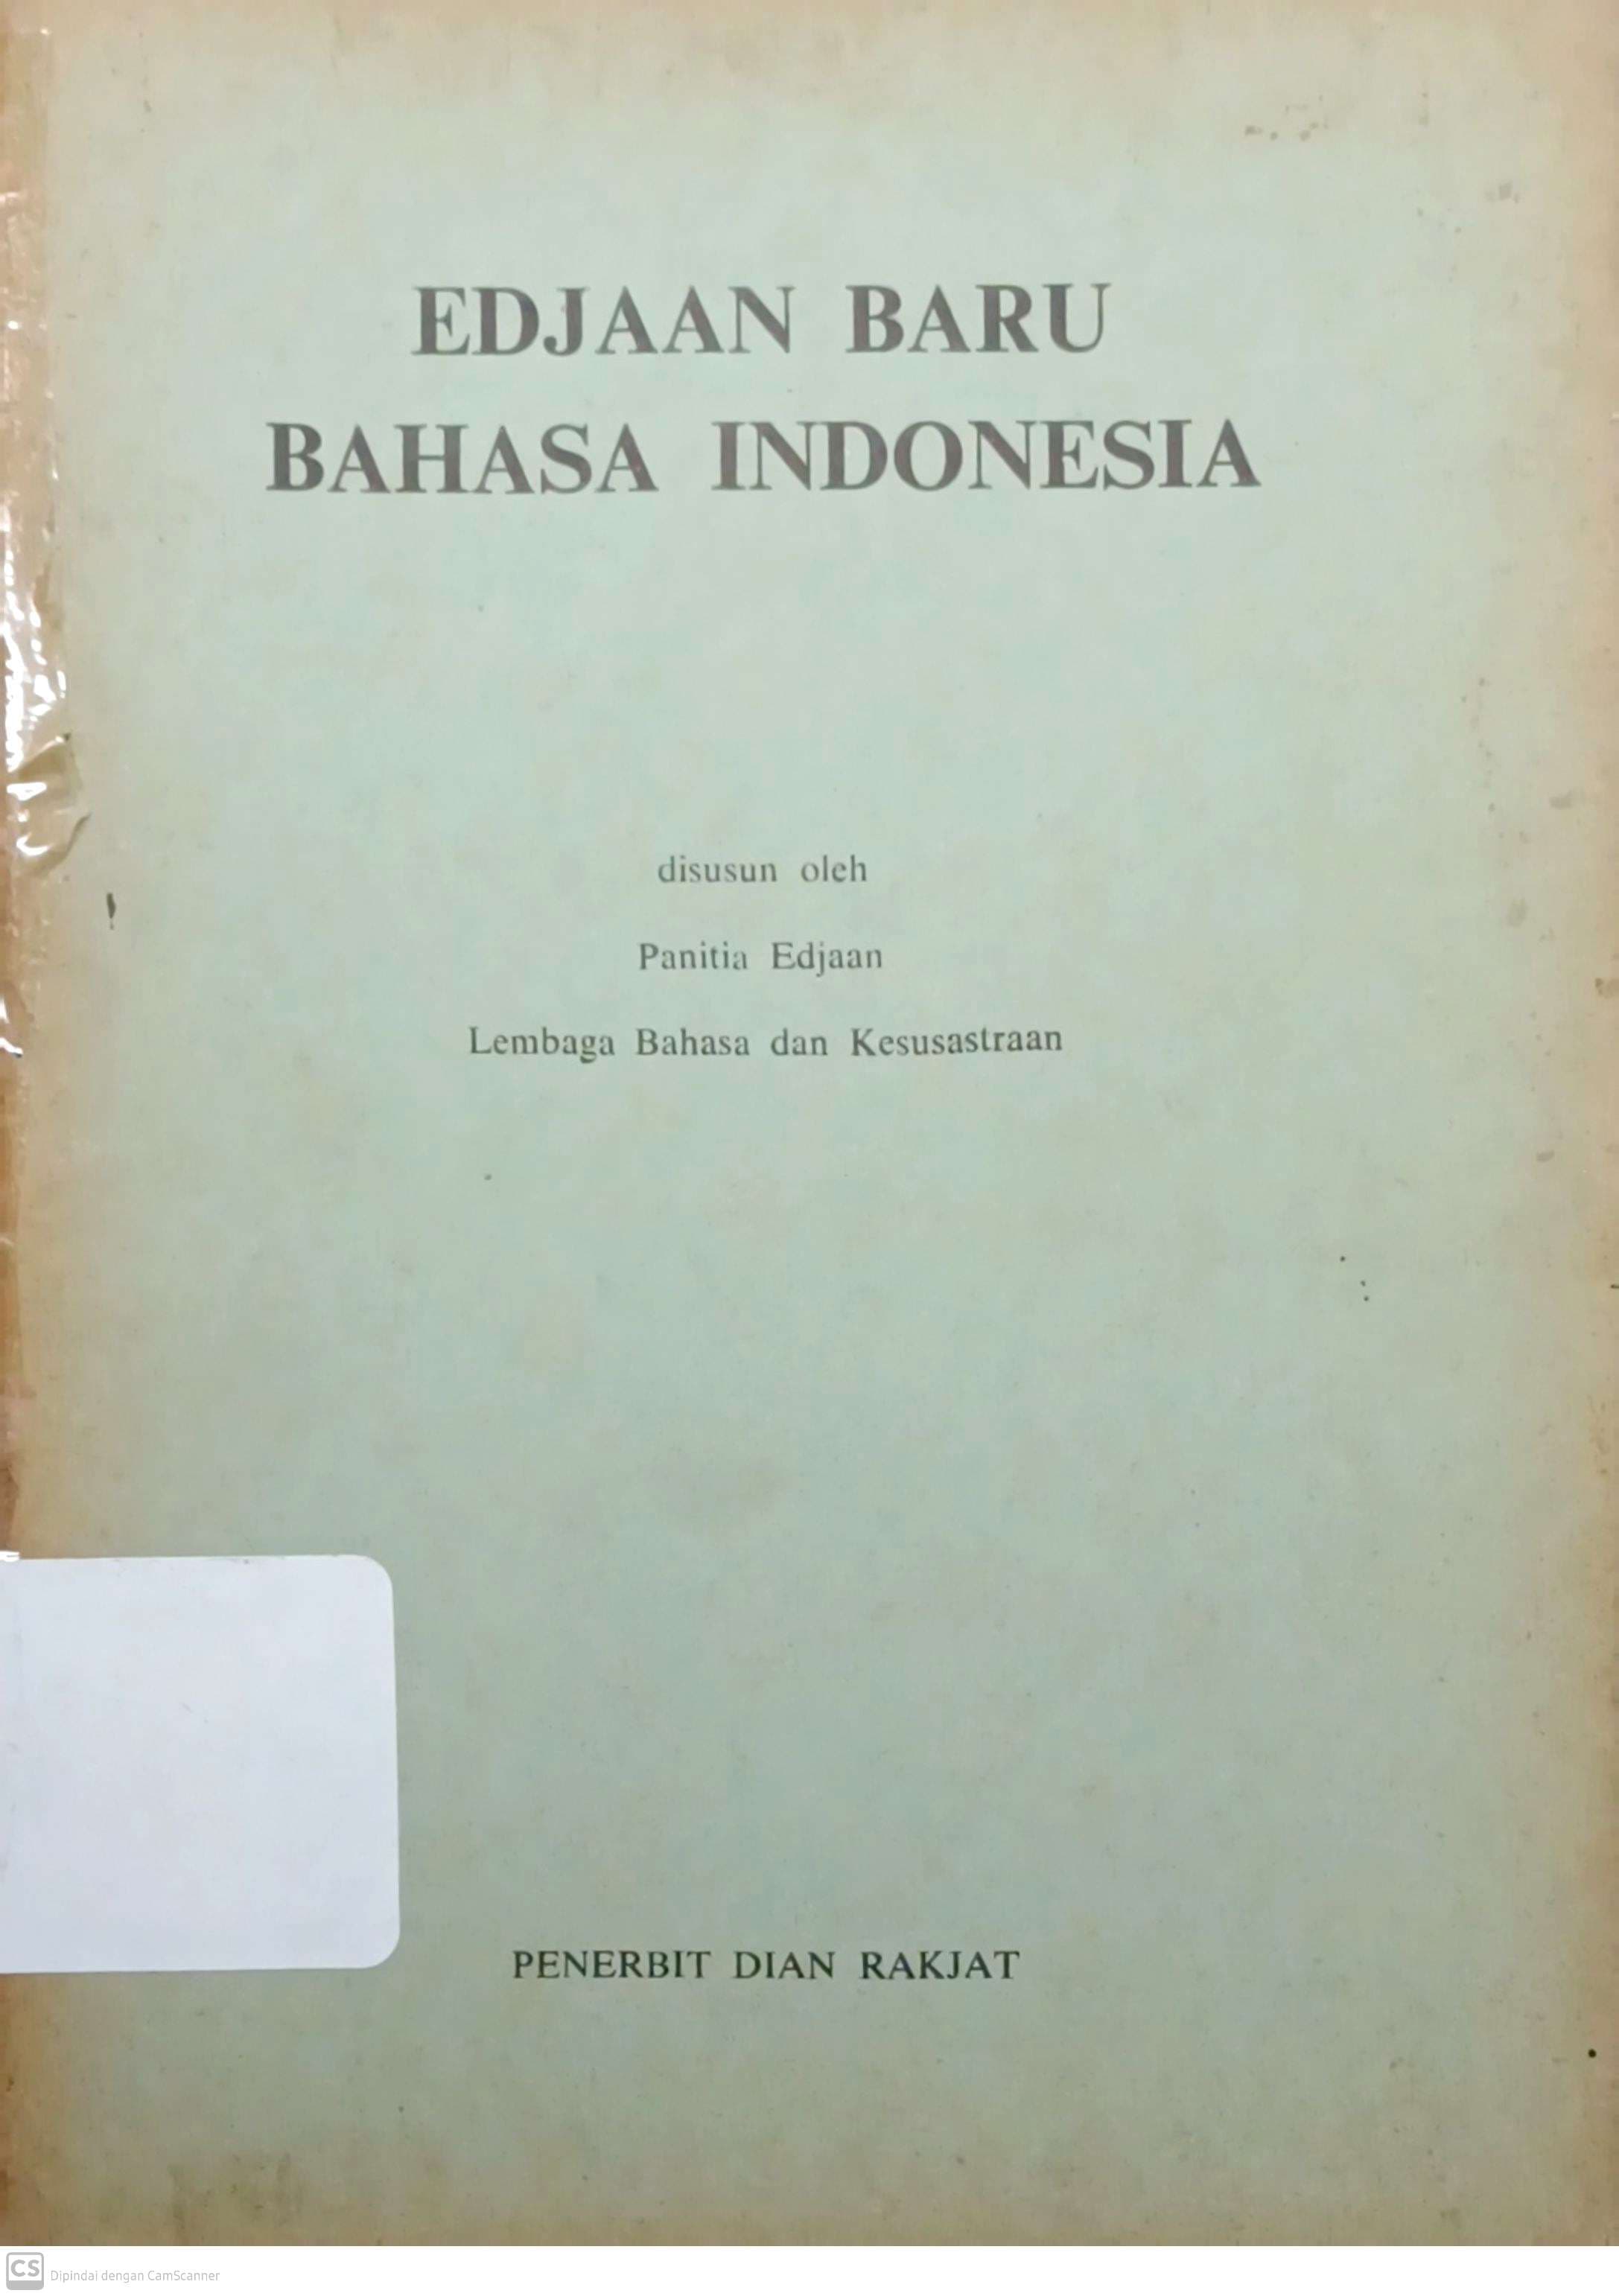 EDJAAN BARU
BAHASA INDONESIA
disusun oleh
Panitia Edjaan
Lembaga Bahasa dan Kesusastraan
PENERBIT DIAN RAKJAT
CS Dipindai dengan CamScanner